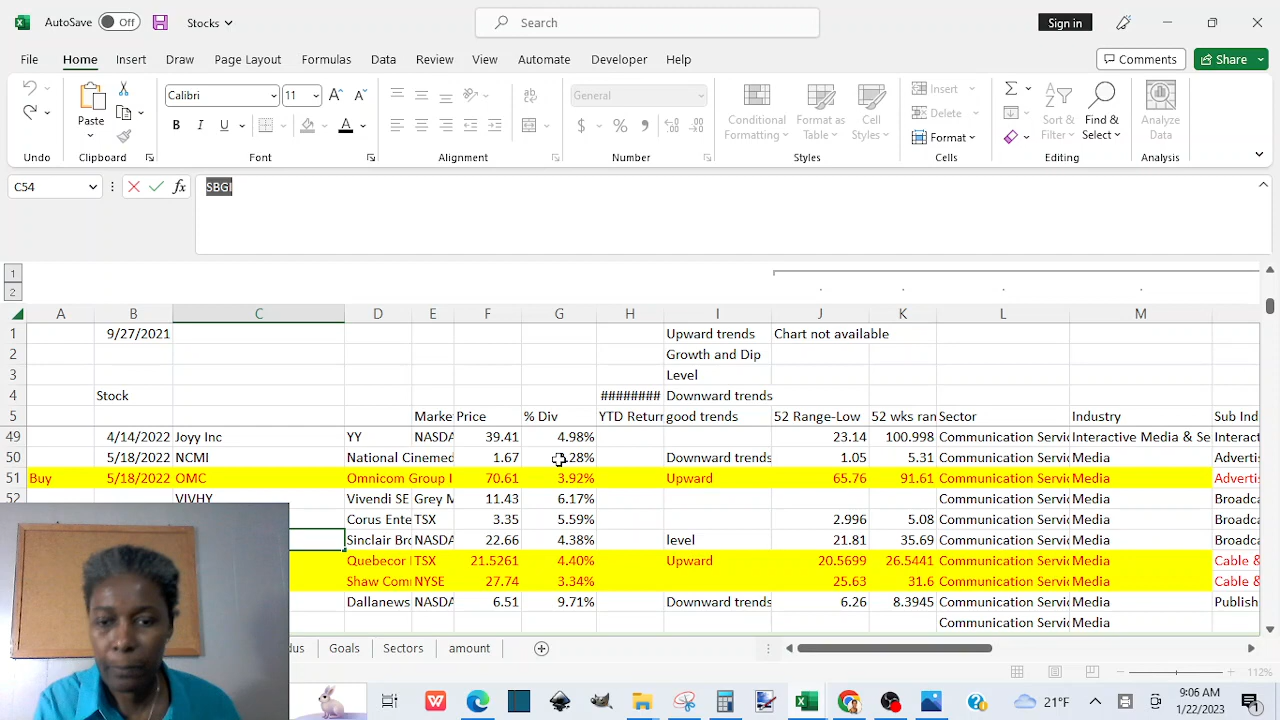 AutoSave Off Stocks Search Sign in
File Home Insert Draw Page Layout Formulas Data Review View Automate Developer Help Comments Share
Calibri 11 General
Paste Conditional Formatting Format as Table Cell Styles Insert Delete Format Sort & Filter Find & Select Analyze Data
Undo Clipboard Font Alignment Number Styles Cells Editing Analysis
C54 fx SBGI
1
2
A B C D E F G H I J K L M
1 9/27/2021 Upward trends Chart not available
2 Growth and Dip
3 Level
4 Stock ######## Downward trends
5 Marke Price % Div YTD Return good trends 52 Range-Low 52 wks ran Sector Industry Sub Ind
49 4/14/2022 Joyy Inc YY NASDA 39.41 4.98% 23.14 100.998 Communication Servic Interactive Media & Se Interact
50 5/18/2022 NCMI National Cinemed 1.67 .28% Downward trends 1.05 5.31 Communication Servic Media Adverti
51 Buy 5/18/2022 OMC Omnicom Group I 70.61 3.92% Upward 65.76 91.61 Communication Servic Media Adverti
52 VIVHY Vivendi SE Grey M 11.43 6.17% Communication Servic Media Broadca
Corus Ente TSX 3.35 5.59% 2.996 5.08 Communication Servic Media Broadca
Sinclair Bro NASDA 22.66 4.38% level 21.81 35.69 Communication Servic Media Broadca
Quebecor TSX 21.5261 4.40% Upward 20.5699 26.5441 Communication Servic Media Cable &
Shaw Com NYSE 27.74 3.34% 25.63 31.6 Communication Servic Media Cable &
Dallanews NASDA 6.51 9.71% Downward trends 6.26 8.3945 Communication Servic Media Publish
Communication Servic Media
dus Goals Sectors amount
112%
21°F 9:06 AM
1/22/2023